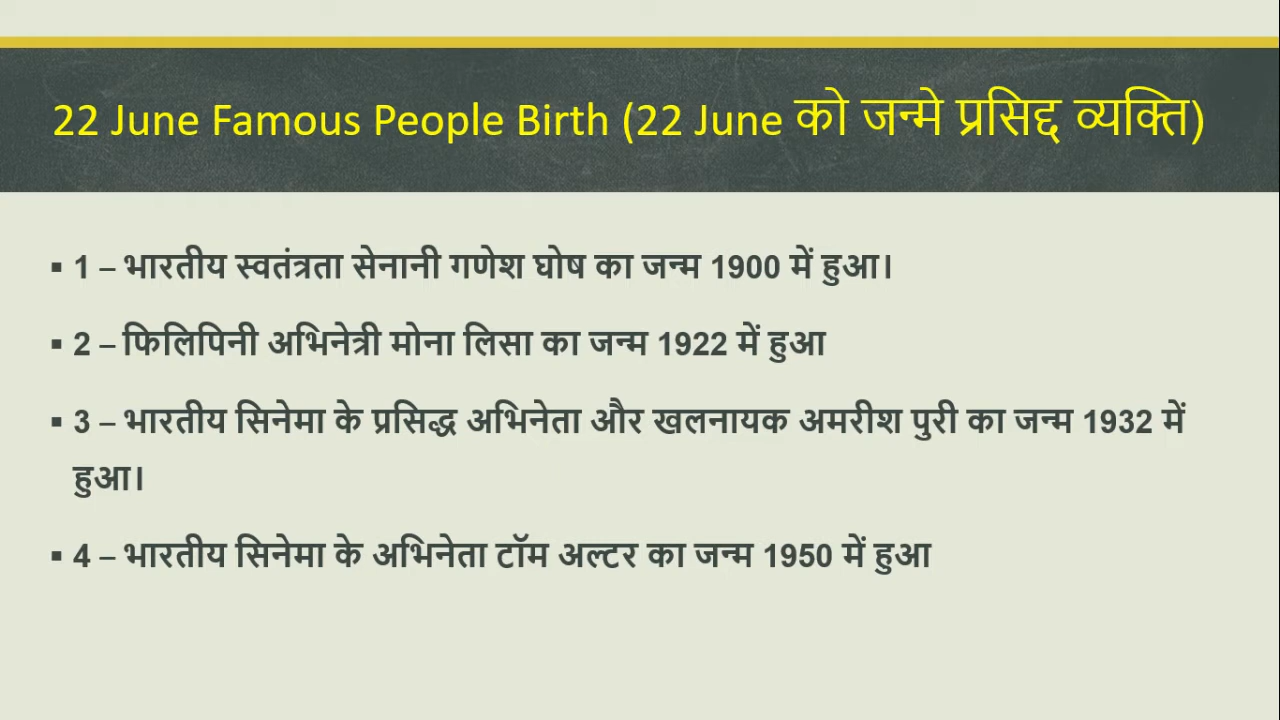 22 June Famous People Birth (22 June को जन्मे प्रसिद्द व्यक्ति)
▪ 1 – भारतीय स्वतंत्रता सेनानी गणेश घोष का जन्म 1900 में हुआ।
▪ 2 – फिलिपिनी अभिनेत्री मोना लिसा का जन्म 1922 में हुआ
▪ 3 – भारतीय सिनेमा के प्रसिद्ध अभिनेता और खलनायक अमरीश पुरी का जन्म 1932 में
हुआ।
▪ 4 – भारतीय सिनेमा के अभिनेता टॉम अल्टर का जन्म 1950 में हुआ